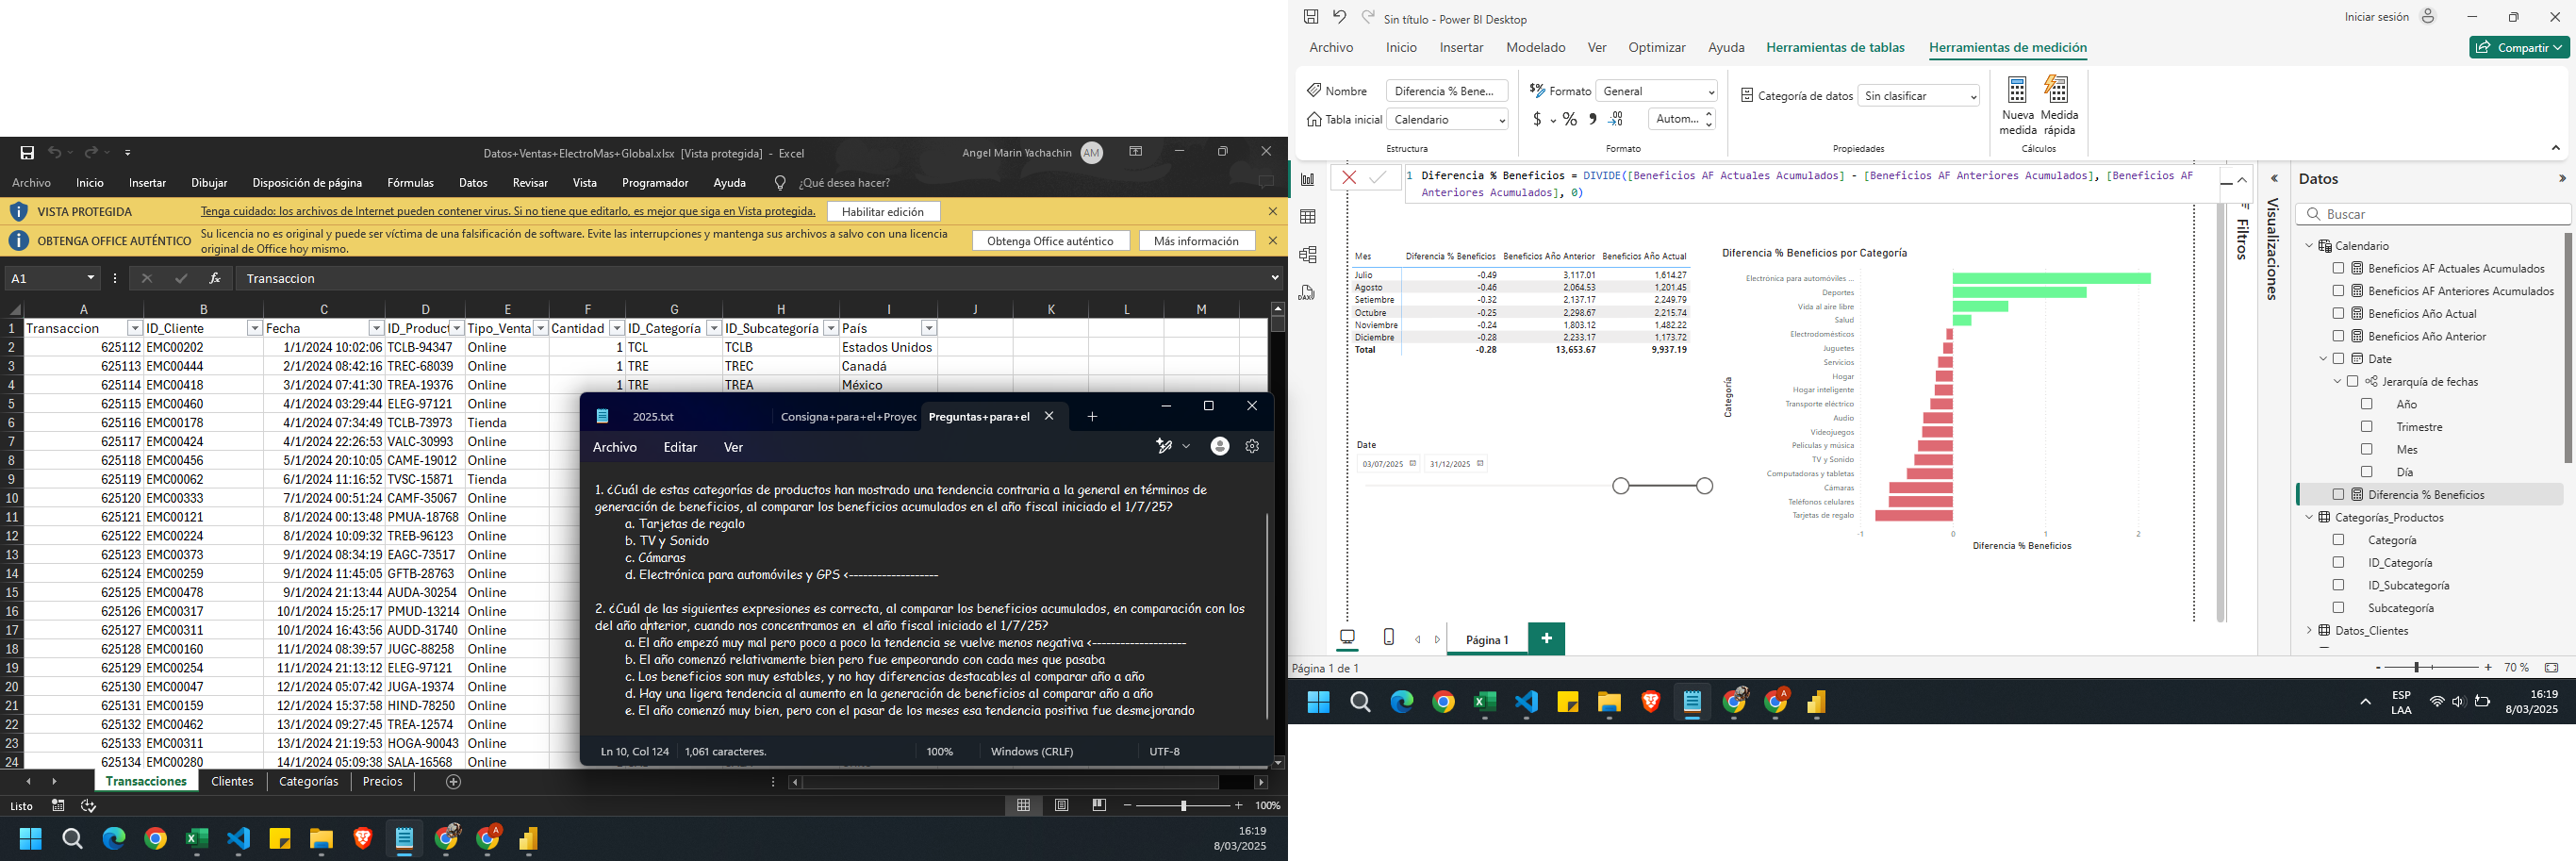 Datos+Ventas+ElectroMas+Global.xlsx [Vista protegida] - Excel
Angel Marin Yachachin
AM
Archivo Inicio Insertar Dibujar Disposición de página Fórmulas Datos Revisar Vista Programador Ayuda ¿Qué desea hacer?
VISTA PROTEGIDA Tenga cuidado: los archivos de Internet pueden contener virus. Si no tiene que editarlo, es mejor que siga en Vista protegida. Habilitar edición
OBTENGA OFFICE AUTÉNTICO Su licencia no es original y puede ser víctima de una falsificación de software. Evite las interrupciones y mantenga sus archivos a salvo con una licencia
original de Office hoy mismo.
Obtenga Office auténtico Más información
A1 fx Transaccion
A B C D E F G H I J K L M
1 Transaccion ID_Cliente Fecha ID_Product Tipo_Venta Cantidad ID_Categoría ID_Subcategoría País
2 625112 EMC00202 1/1/2024 10:02:06 TCLB-94347 Online 1 TCL TCLB Estados Unidos
3 625113 EMC00444 2/1/2024 08:42:16 TREC-68039 Online 1 TRE TREC Canadá
4 625114 EMC00418 3/1/2024 07:41:30 TREA-19376 Online 1 TRE TREA México
5 625115 EMC00460 4/1/2024 03:29:44 ELEG-97121 Online
6 625116 EMC00178 4/1/2024 07:34:49 TCLB-73973 Tienda
7 625117 EMC00424 4/1/2024 22:26:53 VALC-30993 Online
8 625118 EMC00456 5/1/2024 20:10:05 CAME-19012 Online
9 625119 EMC00062 6/1/2024 11:16:52 TVSC-15871 Tienda
10 625120 EMC00333 7/1/2024 00:51:24 CAMF-35067 Online
11 625121 EMC00121 8/1/2024 00:13:48 PMUA-18768 Online
12 625122 EMC00224 8/1/2024 10:09:32 TREB-96123 Online
13 625123 EMC00373 9/1/2024 08:34:19 EAGC-73517 Online
14 625124 EMC00259 9/1/2024 11:45:05 GFTB-28763 Online
15 625125 EMC00478 9/1/2024 21:13:44 AUDA-30254 Online
16 625126 EMC00317 10/1/2024 15:25:17 PMUD-13214 Online
17 625127 EMC00311 10/1/2024 16:43:56 AUDD-31740 Online
18 625128 EMC00160 11/1/2024 08:39:57 JUGC-88258 Online
19 625129 EMC00254 11/1/2024 21:13:12 ELEG-97121 Online
20 625130 EMC00047 12/1/2024 05:07:42 JUGA-19374 Online
21 625131 EMC00159 12/1/2024 15:37:58 HIND-78250 Online
22 625132 EMC00462 13/1/2024 09:27:45 TREA-12574 Online
23 625133 EMC00311 13/1/2024 21:19:53 HOGA-90043 Online
24 625134 EMC00280 14/1/2024 05:09:38 SALA-16568 Online
Transacciones Clientes Categorías Precios
Listo 100%
16:19
8/03/2025
2025.txt Consigna+para+el+Proyec Preguntas+para+el
Archivo Editar Ver
1. ¿Cuál de estas categorías de productos han mostrado una tendencia contraria a la general en términos de
generación de beneficios, al comparar los beneficios acumulados en el año fiscal iniciado el 1/7/25?
a. Tarjetas de regalo
b. TV y Sonido
c. Cámaras
d. Electrónica para automóviles y GPS <-------------------
2. ¿Cuál de las siguientes expresiones es correcta, al comparar los beneficios acumulados, en comparación con los
del año anterior, cuando nos concentramos en el año fiscal iniciado el 1/7/25?
a. El año empezó muy mal pero poco a poco la tendencia se vuelve menos negativa <--------------------
b. El año comenzó relativamente bien pero fue empeorando con cada mes que pasaba
c. Los beneficios son muy estables, y no hay diferencias destacables al comparar año a año
d. Hay una ligera tendencia al aumento en la generación de beneficios al comparar año a año
e. El año comenzó muy bien, pero con el pasar de los meses esa tendencia positiva fue desmejorando
Ln 10, Col 124 1,061 caracteres. 100% Windows (CRLF) UTF-8
Sin título - Power BI Desktop
Iniciar sesión
Archivo Inicio Insertar Modelado Ver Optimizar Ayuda Herramientas de tablas Herramientas de medición
Compartir
Nombre Diferencia % Bene...
Tabla inicial Calendario
Estructura
Formato General
$ % 9 .00 Autom...
Formato
Categoría de datos Sin clasificar
Propiedades
Nueva medida
Medida rápida
Cálculos
1 Diferencia % Beneficios = DIVIDE([Beneficios AF Actuales Acumulados] - [Beneficios AF Anteriores Acumulados], [Beneficios AF
Anteriores Acumulados], 0)
Mes Diferencia % Beneficios Beneficios Año Anterior Beneficios Año Actual
Julio -0.49 3,117.01 1,614.27
Agosto -0.46 2,064.53 1,201.45
Setiembre -0.32 2,137.17 2,249.79
Octubre -0.25 2,298.67 2,215.74
Noviembre -0.24 1,803.12 1,482.22
Diciembre -0.28 2,233.17 1,173.72
Total -0.28 13,653.67 9,937.19
Date
03/07/2025 31/12/2025
Diferencia % Beneficios por Categoría
Categoría
Electrónica para automóviles ...
Deportes
Vida al aire libre
Salud
Electrodomésticos
Juguetes
Servicios
Hogar
Hogar inteligente
Transporte eléctrico
Audio
Videojuegos
Películas y música
TV y Sonido
Computadoras y tabletas
Cámaras
Teléfonos celulares
Tarjetas de regalo
-1 0 1 2
Diferencia % Beneficios
Filtros
Visualizaciones
Datos
Buscar
Calendario
Beneficios AF Actuales Acumulados
Beneficios AF Anteriores Acumulados
Beneficios Año Actual
Beneficios Año Anterior
Date
Jerarquía de fechas
Año
Trimestre
Mes
Día
Diferencia % Beneficios
Categorías_Productos
Categoría
ID_Categoría
ID_Subcategoría
Subcategoría
Datos_Clientes
Página 1
Página 1 de 1
70 %
ESP
LAA
16:19
8/03/2025